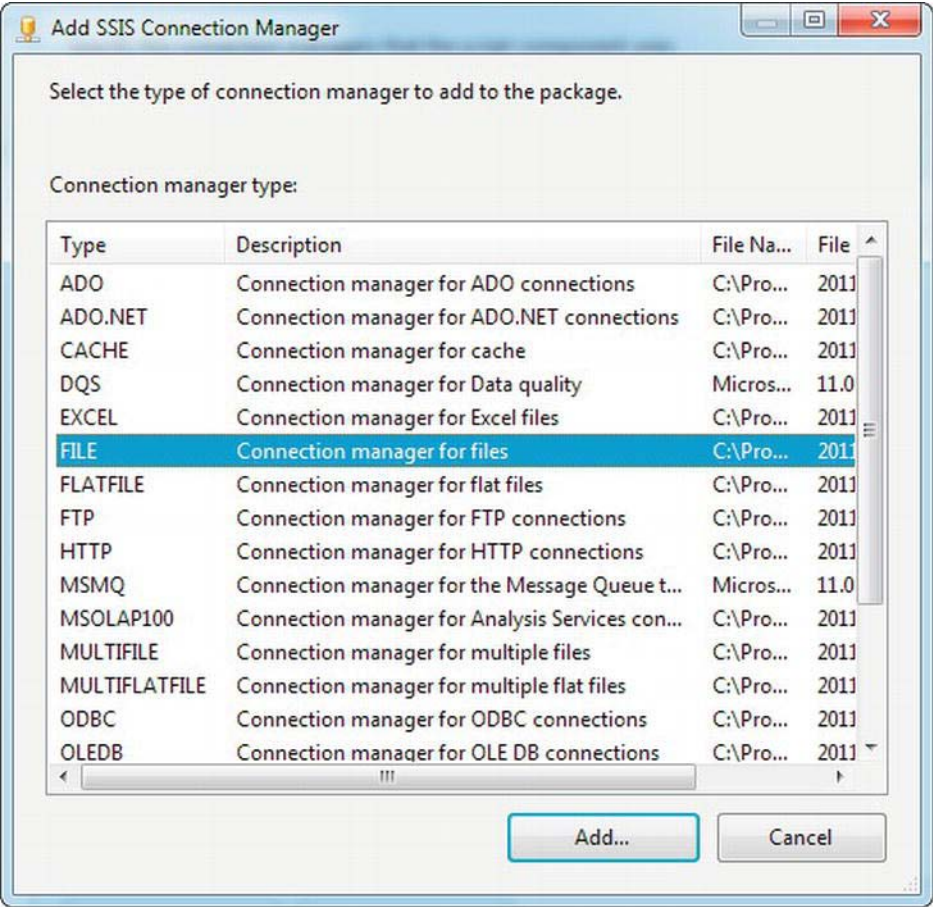 Add SSIS Connection Manager
Select the type of connection manager to add to the package.
Connection manager type:
Type Description File Na... File
ADO Connection manager for ADO connections C:\Pro... 2011
ADO.NET Connection manager for ADO.NET connections C:\Pro... 2011
CACHE Connection manager for cache C:\Pro... 2011
DQS Connection manager for Data quality Micros... 11.0
EXCEL Connection manager for Excel files C:\Pro... 2011
FILE Connection manager for files C:\Pro... 2011
FLATFILE Connection manager for flat files C:\Pro... 2011
FTP Connection manager for FTP connections C:\Pro... 2011
HTTP Connection manager for HTTP connections C:\Pro... 2011
MSMQ Connection manager for the Message Queue t... Micros... 11.0
MSOLAP100 Connection manager for Analysis Services con... C:\Pro... 2011
MULTIFILE Connection manager for multiple files C:\Pro... 2011
MULTIFLATFILE Connection manager for multiple flat files C:\Pro... 2011
ODBC Connection manager for ODBC connections C:\Pro... 2011
OLEDB Connection manager for OLE DB connections C:\Pro... 2011
Add... Cancel